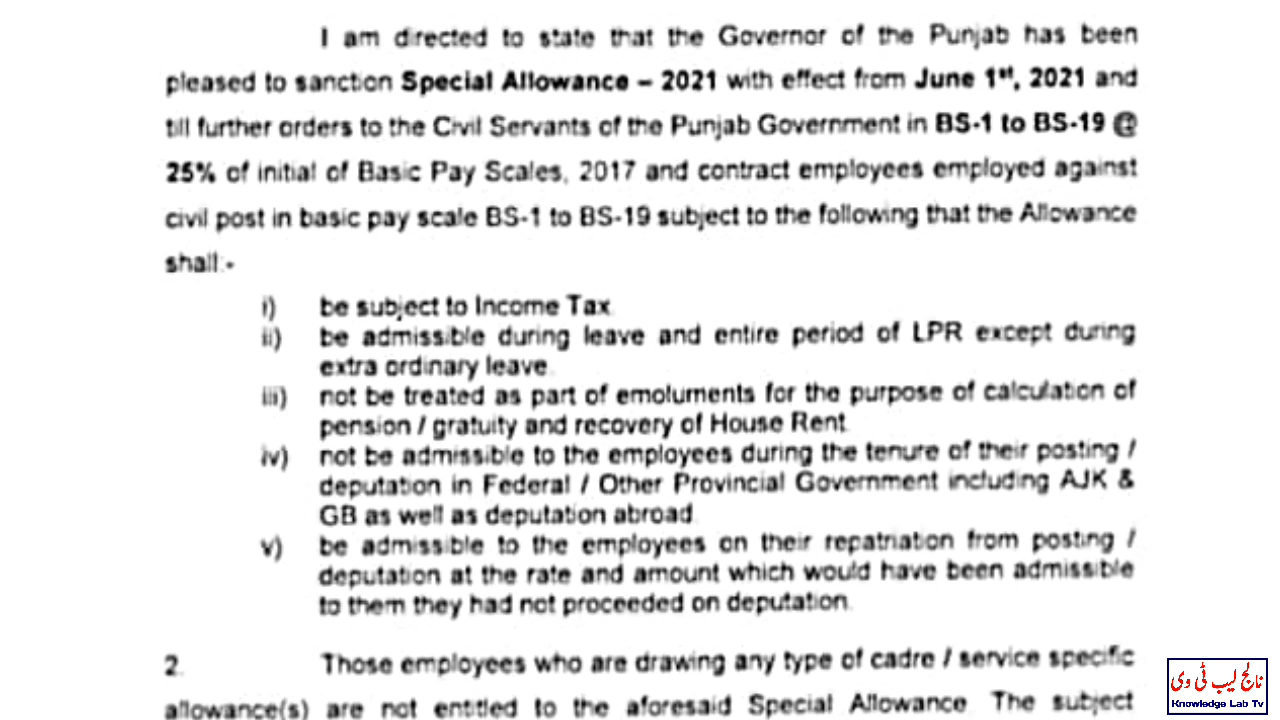 I am directed to state that the Governor of the Punjab has been
pleased to sanction Special Allowance – 2021 with effect from June 1st, 2021 and
till further orders to the Civil Servants of the Punjab Government in BS-1 to BS-19 @
25% of initial of Basic Pay Scales, 2017 and contract employees employed against
civil post in basic pay scale BS-1 to BS-19 subject to the following that the Allowance
shall:-
i) be subject to Income Tax.
ii) be admissible during leave and entire period of LPR except during
extra ordinary leave.
iii) not be treated as part of emoluments for the purpose of calculation of
pension / gratuity and recovery of House Rent.
iv) not be admissible to the employees during the tenure of their posting /
deputation in Federal / Other Provincial Government including AJK &
GB as well as deputation abroad.
v) be admissible to the employees on their repatriation from posting /
deputation at the rate and amount which would have been admissible
to them they had not proceeded on deputation.
2. Those employees who are drawing any type of cadre / service specific
allowance(s) are not entitled to the aforesaid Special Allowance. The subject
نالج لیب ٹی وی
Knowledge Lab Tv